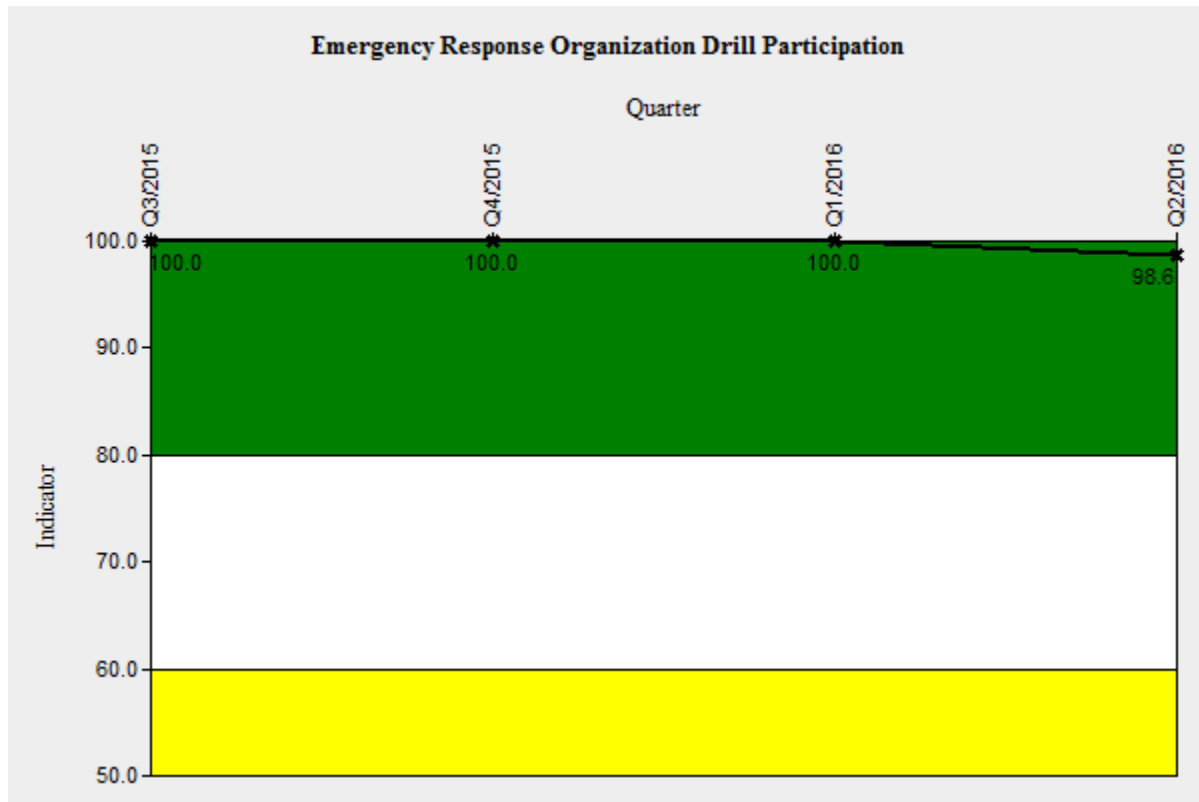 Emergency Response Organization Drill Participation
Quarter
Q3/2015
Q4/2015
Q1/2016
Q2/2016
100.0
100.0
100.0
100.0
98.6
90.0
80.0
Indicator
70.0
60.0
50.0